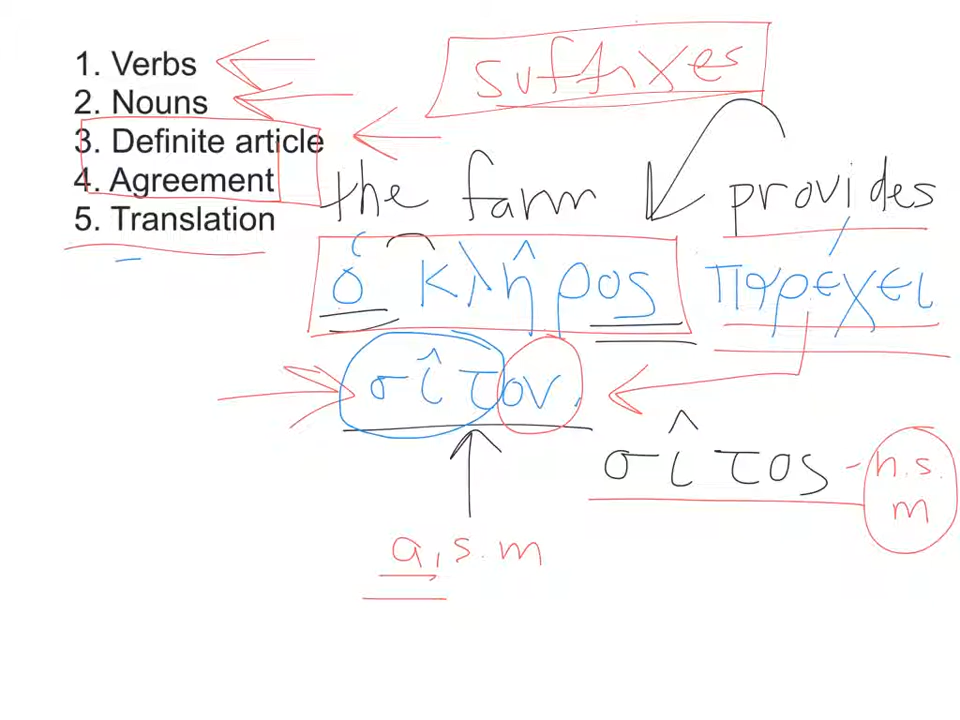 1. Verbs
2. Nouns
3. Definite article
4. Agreement
5. Translation
suffixes
the farm provides
ὁ κλῆρος παρέχει
σῖτον.
σῖτος - n.s.
m
a,s.m